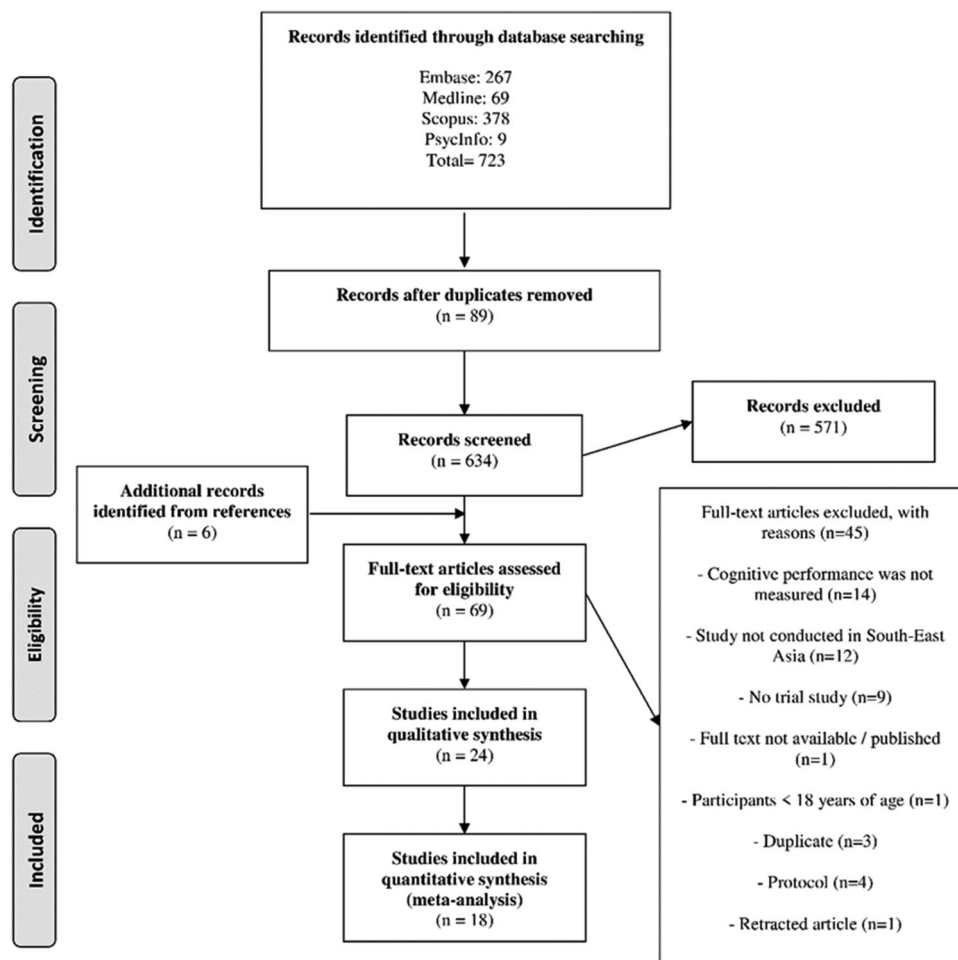 Records identified through database searching
Embase: 267
Medline: 69
Scopus: 378
PsycInfo: 9
Total= 723
Identification
Records after duplicates removed
(n = 89)
Screening
Records screened
(n = 634)
Records excluded
(n = 571)
Additional records
identified from references
(n = 6)
Eligibility
Full-text articles assessed
for eligibility
(n = 69)
Full-text articles excluded, with
reasons (n=45)
- Cognitive performance was not
measured (n=14)
- Study not conducted in South-East
Asia (n=12)
- No trial study (n=9)
- Full text not available / published
(n=1)
- Participants < 18 years of age (n=1)
- Duplicate (n=3)
- Protocol (n=4)
- Retracted article (n=1)
Studies included in
qualitative synthesis
(n = 24)
Included
Studies included in
quantitative synthesis
(meta-analysis)
(n = 18)